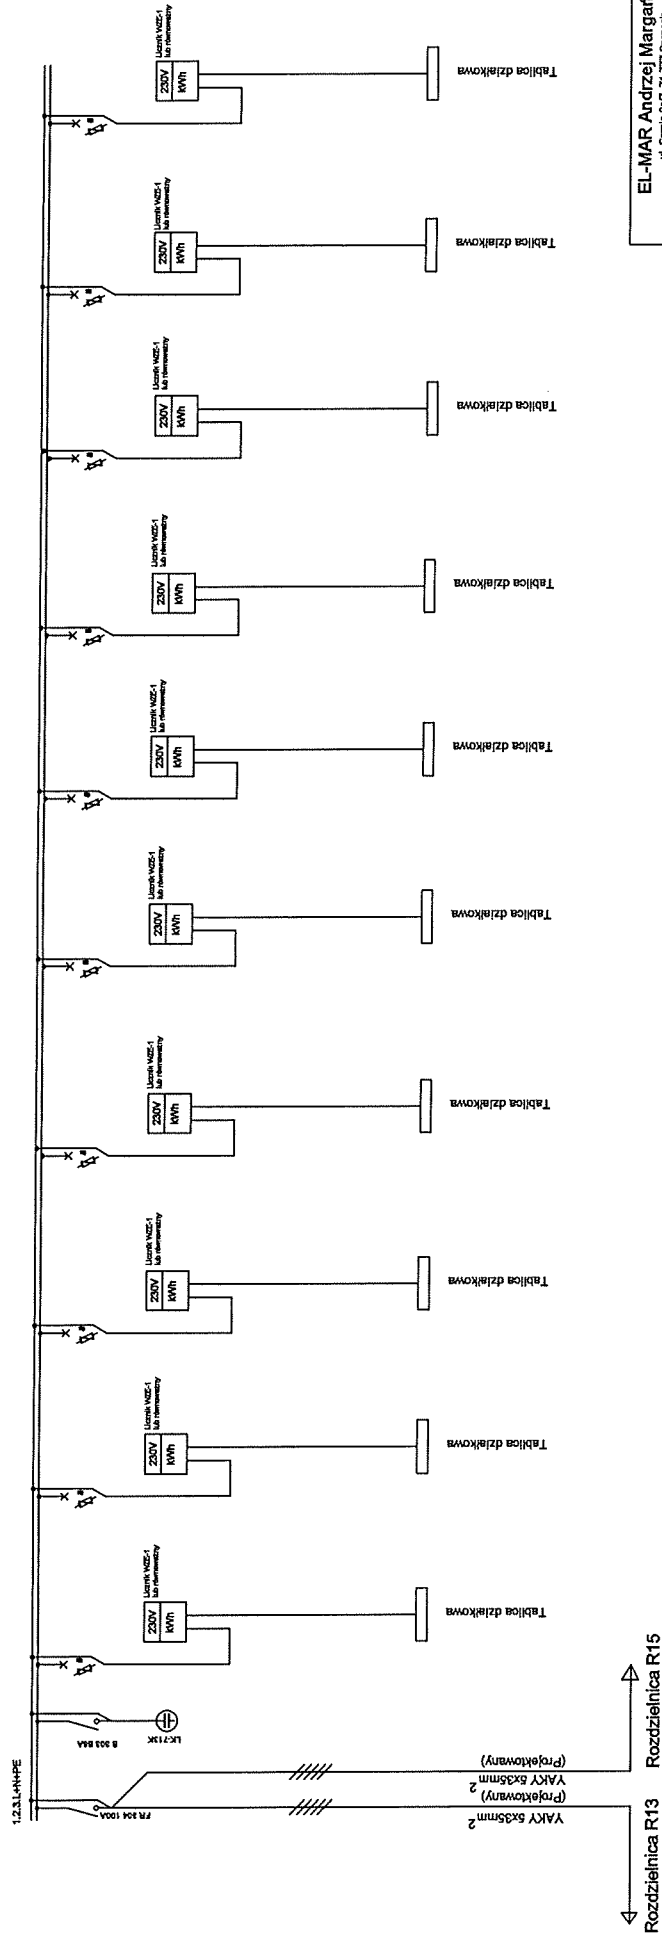 1.2.3.L+N+PE
FR 304 100A
B 303 B6A
LK-713K
Licznik WZE-1
lub równoważny
230V
kWh
Tablica działkowa
Licznik WZE-1
lub równoważny
230V
kWh
Tablica działkowa
Licznik WZE-1
lub równoważny
230V
kWh
Tablica działkowa
Licznik WZE-1
lub równoważny
230V
kWh
Tablica działkowa
Licznik WZE-1
lub równoważny
230V
kWh
Tablica działkowa
Licznik WZE-1
lub równoważny
230V
kWh
Tablica działkowa
Licznik WZE-1
lub równoważny
230V
kWh
Tablica działkowa
Licznik WZE-1
lub równoważny
230V
kWh
Tablica działkowa
Licznik WZE-1
lub równoważny
230V
kWh
Tablica działkowa
Licznik WZE-1
lub równoważny
230V
kWh
Tablica działkowa
YAKY 5x35mm2
(Projektowany)
YAKY 5x35mm2
(Projektowany)
Rozdzielnica R13
Rozdzielnica R15
EL-MAR Andrzej Margań